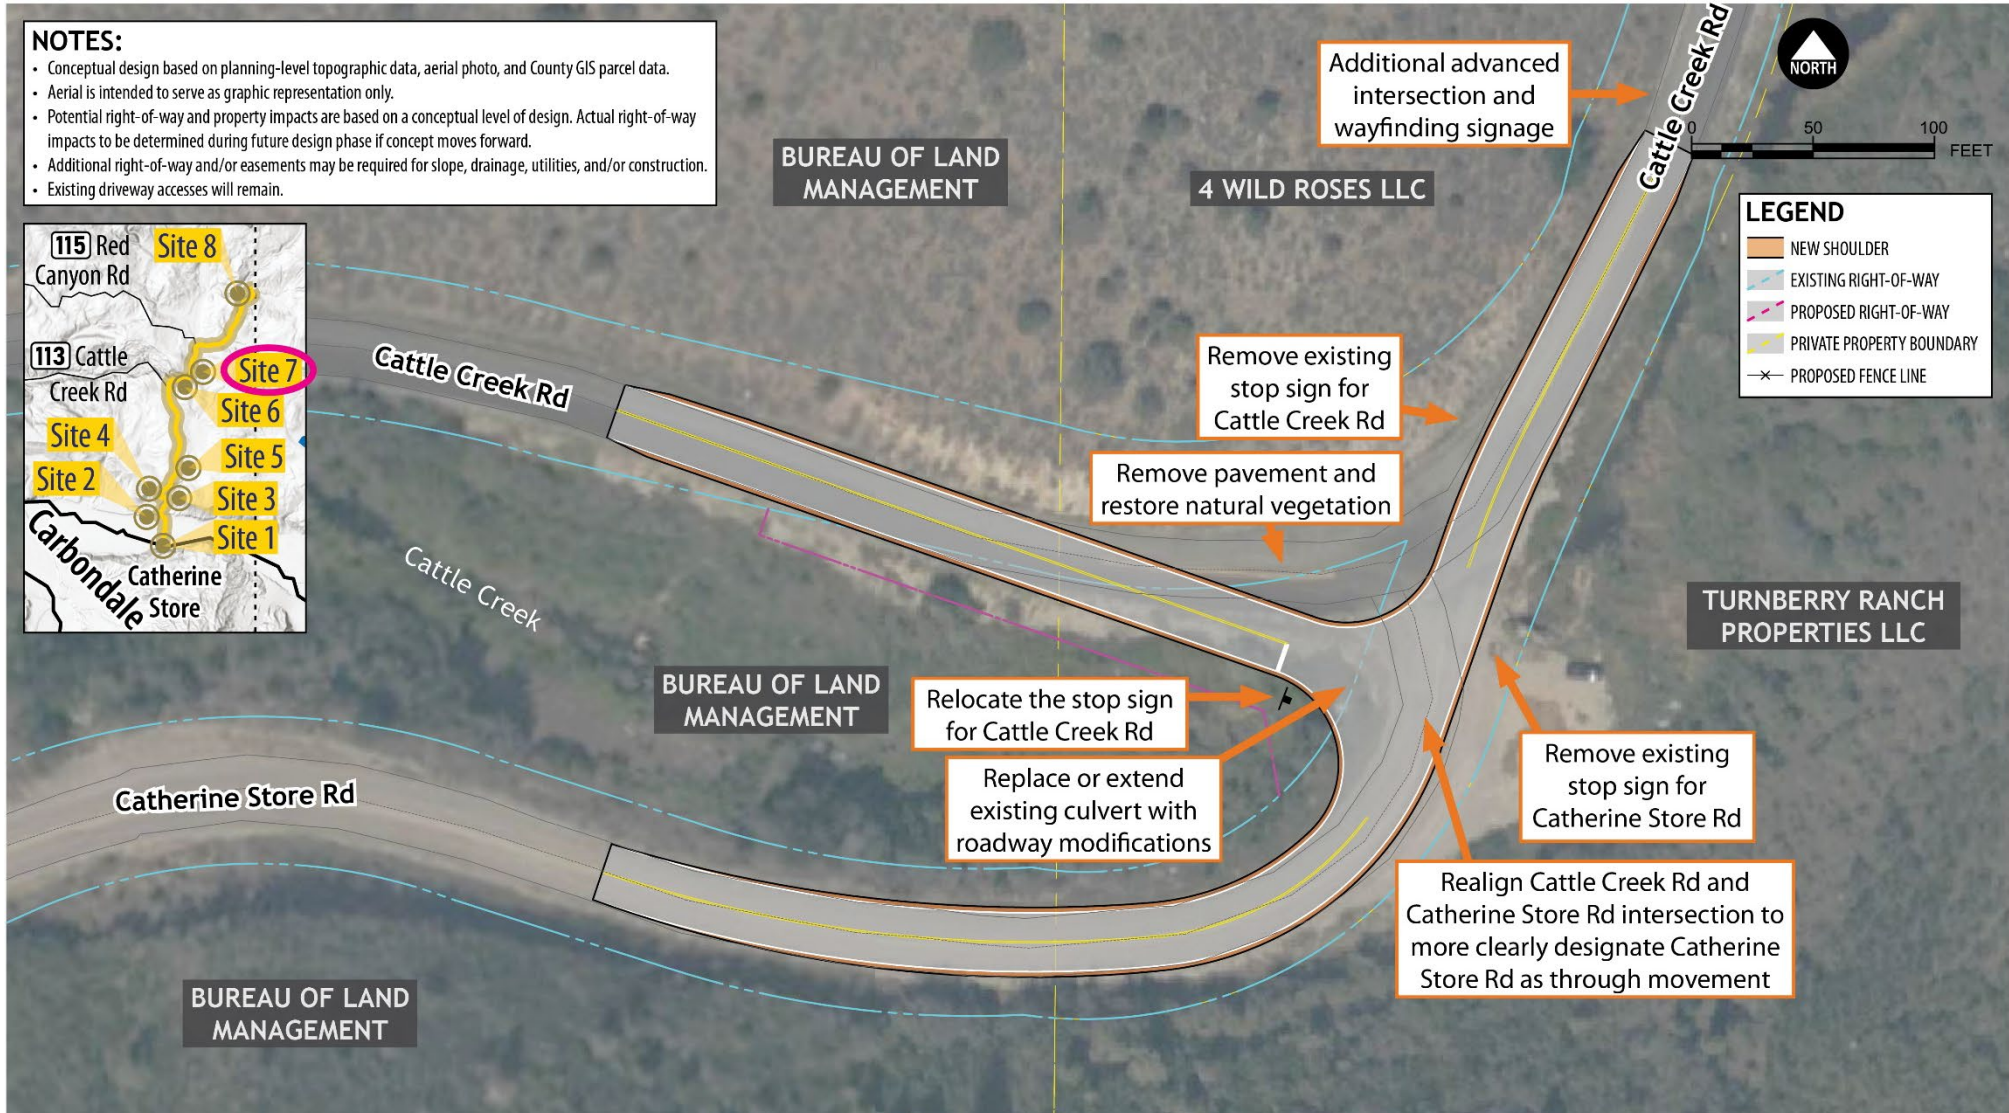 NOTES:
• Conceptual design based on planning-level topographic data, aerial photo, and County GIS parcel data.
• Aerial is intended to serve as graphic representation only.
• Potential right-of-way and property impacts are based on a conceptual level of design. Actual right-of-way
impacts to be determined during future design phase if concept moves forward.
• Additional right-of-way and/or easements may be required for slope, drainage, utilities, and/or construction.
• Existing driveway accesses will remain.
115 Red
Canyon Rd
Site 8
113 Cattle
Creek Rd
Site 7
Site 6
Site 4
Site 5
Site 2
Site 3
Site 1
Carbondale
Catherine
Store
BUREAU OF LAND
MANAGEMENT
4 WILD ROSES LLC
Additional advanced
intersection and
wayfinding signage
Cattle Creek Rd
NORTH
0 50 100
FEET
LEGEND
NEW SHOULDER
EXISTING RIGHT-OF-WAY
PROPOSED RIGHT-OF-WAY
PRIVATE PROPERTY BOUNDARY
PROPOSED FENCE LINE
Cattle Creek Rd
Remove existing
stop sign for
Cattle Creek Rd
Remove pavement and
restore natural vegetation
Cattle Creek
TURNBERRY RANCH
PROPERTIES LLC
BUREAU OF LAND
MANAGEMENT
Relocate the stop sign
for Cattle Creek Rd
Replace or extend
existing culvert with
roadway modifications
Remove existing
stop sign for
Catherine Store Rd
Catherine Store Rd
Realign Cattle Creek Rd and
Catherine Store Rd intersection to
more clearly designate Catherine
Store Rd as through movement
BUREAU OF LAND
MANAGEMENT